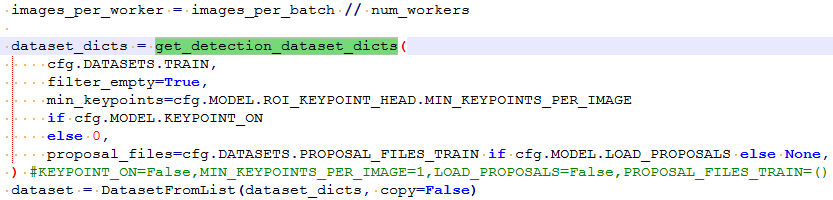 images_per_worker = images_per_batch // num_workers
dataset_dicts = get_detection_dataset_dicts(
cfg.DATASETS.TRAIN,
filter_empty=True,
min_keypoints=cfg.MODEL.ROI_KEYPOINT_HEAD.MIN_KEYPOINTS_PER_IMAGE
if cfg.MODEL.KEYPOINT_ON
else 0,
proposal_files=cfg.DATASETS.PROPOSAL_FILES_TRAIN if cfg.MODEL.LOAD_PROPOSALS else None,
) #KEYPOINT_ON=False,MIN_KEYPOINTS_PER_IMAGE=1,LOAD_PROPOSALS=False,PROPOSAL_FILES_TRAIN=()
dataset = DatasetFromList(dataset_dicts, copy=False)